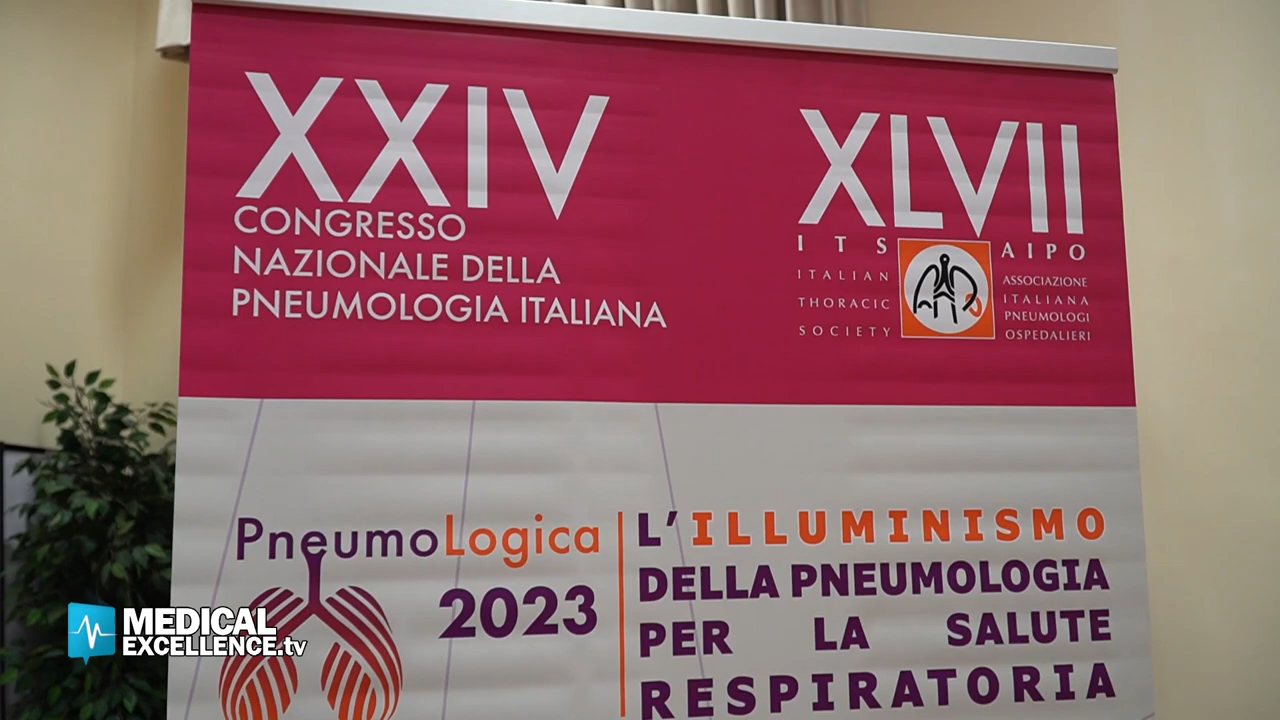 XXIV
CONGRESSO
NAZIONALE DELLA
PNEUMOLOGIA ITALIANA
XLVII
ITS
ITALIAN
THORACIC
SOCIETY
AIPO
ASSOCIAZIONE
ITALIANA
PNEUMOLOGI
OSPEDALIERI
PneumoLogica
2023
L'ILLUMINISMO
DELLA PNEUMOLOGIA
PER LA SALUTE
RESPIRATORIA
MEDICAL
EXCELLENCE.tv